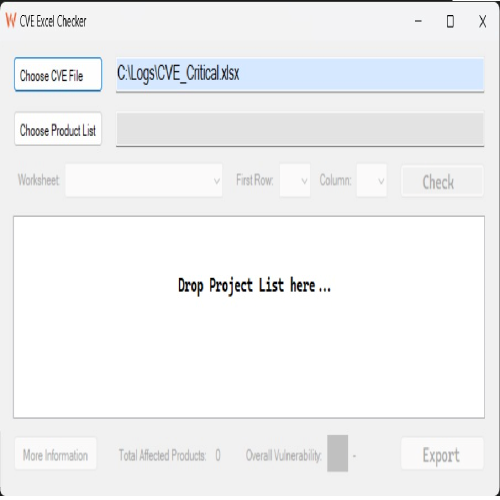 W CVE Excel Checker
Choose CVE File
C:\Logs\CVE_Critical.xlsx
Choose Product List
Worksheet: First Row: Column: Check
Drop Project List here...
More Information Total Affected Products: 0 Overall Vulnerability: - Export